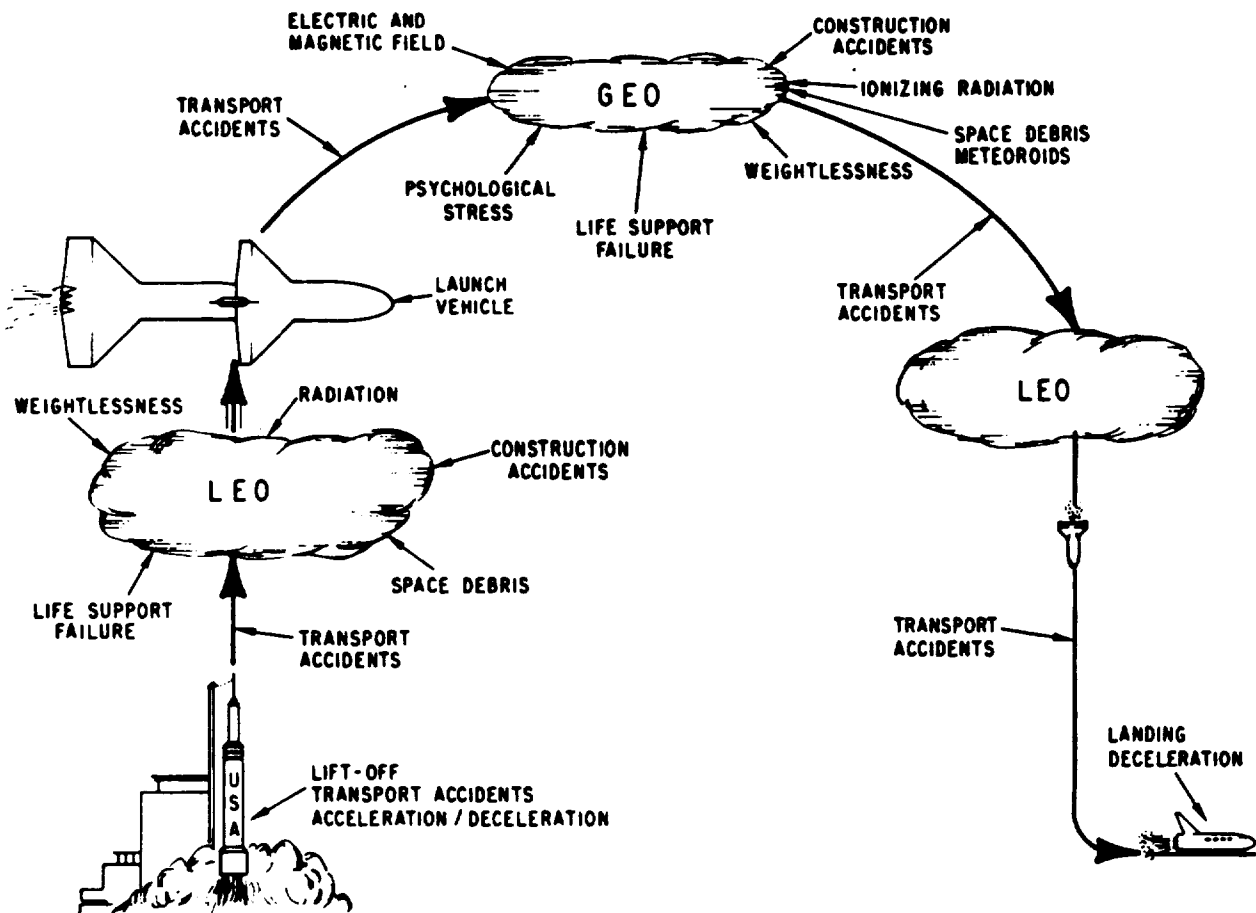 ELECTRIC AND
MAGNETIC FIELD
CONSTRUCTION
ACCIDENTS
GEO
IONIZING RADIATION
TRANSPORT
ACCIDENTS
SPACE DEBRIS
METEOROIDS
WEIGHTLESSNESS
PSYCHOLOGICAL
STRESS
LIFE SUPPORT
FAILURE
LAUNCH
VEHICLE
TRANSPORT
ACCIDENTS
LEO
RADIATION
WEIGHTLESSNESS
CONSTRUCTION
ACCIDENTS
LEO
SPACE DEBRIS
LIFE SUPPORT
FAILURE
TRANSPORT
ACCIDENTS
TRANSPORT
ACCIDENTS
LANDING
DECELERATION
USA
LIFT-OFF
TRANSPORT ACCIDENTS
ACCELERATION / DECELERATION